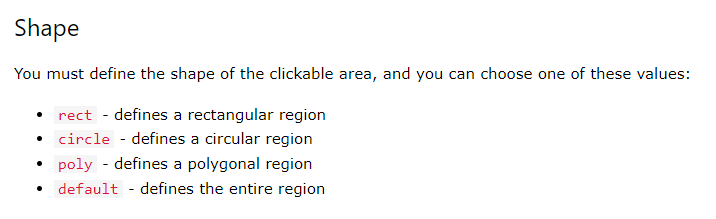 Shape
You must define the shape of the clickable area, and you can choose one of these values:
• rect - defines a rectangular region
• circle - defines a circular region
• poly - defines a polygonal region
• default - defines the entire region